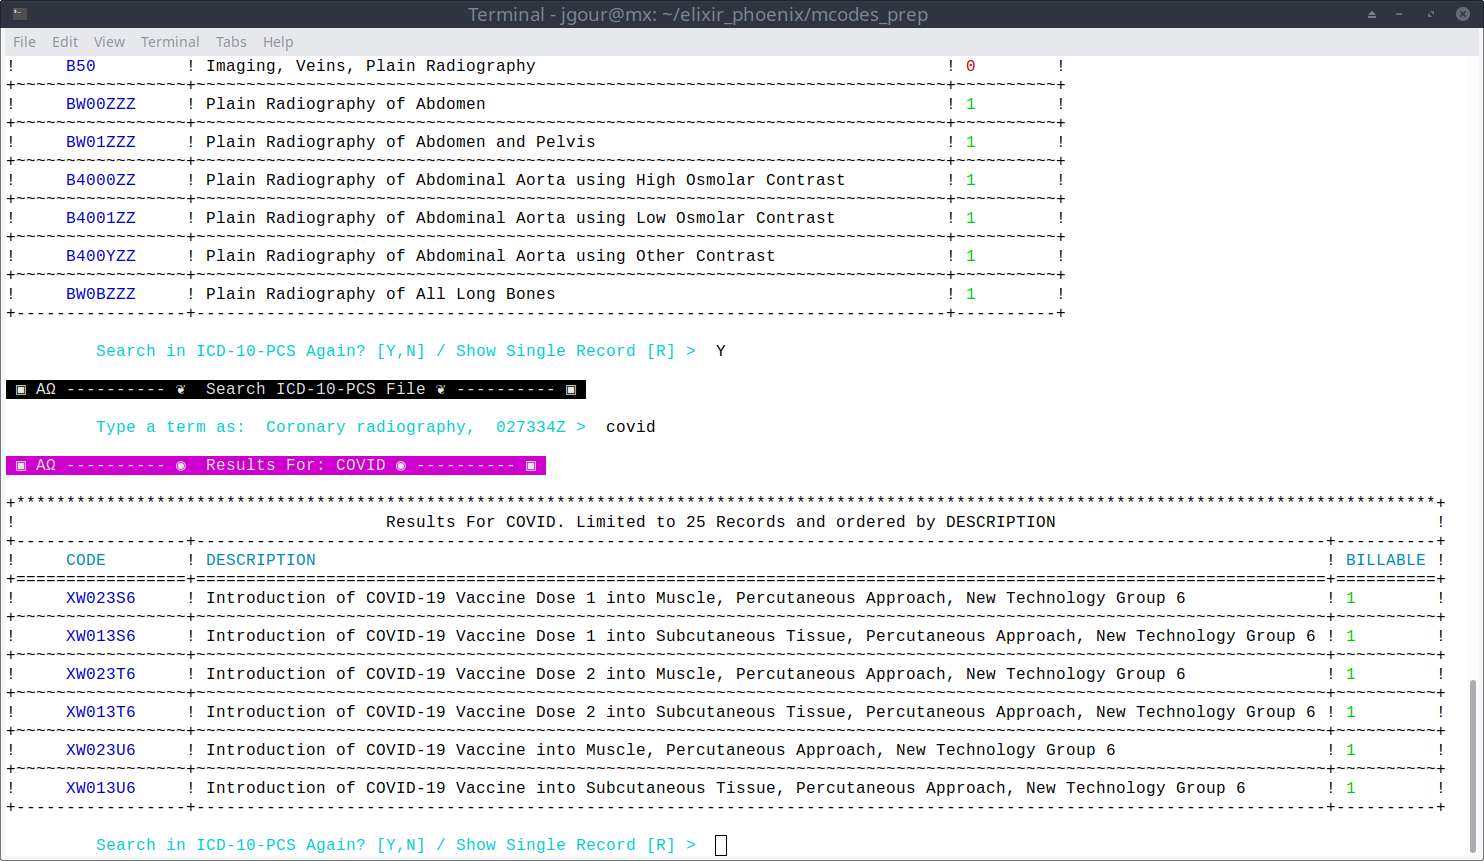 Terminal - jgour@mx: ~/elixir_phoenix/mcodes_prep
File Edit View Terminal Tabs Help
! B50 ! Imaging, Veins, Plain Radiography ! 0 !
! BW00ZZZ ! Plain Radiography of Abdomen ! 1 !
! BW01ZZZ ! Plain Radiography of Abdomen and Pelvis ! 1 !
! B4000ZZ ! Plain Radiography of Abdominal Aorta using High Osmolar Contrast ! 1 !
! B4001ZZ ! Plain Radiography of Abdominal Aorta using Low Osmolar Contrast ! 1 !
! B400YZZ ! Plain Radiography of Abdominal Aorta using Other Contrast ! 1 !
! BW0BZZZ ! Plain Radiography of All Long Bones ! 1 !
Search in ICD-10-PCS Again? [Y,N] / Show Single Record [R] > Y
▣ ΑΩ ---------- ❦ Search ICD-10-PCS File ❦ ---------- ▣
Type a term as: Coronary radiography, 027334Z > covid
▣ ΑΩ ---------- ◉ Results For: COVID ◉ ---------- ▣
! Results For COVID. Limited to 25 Records and ordered by DESCRIPTION !
! CODE ! DESCRIPTION ! BILLABLE !
! XW023S6 ! Introduction of COVID-19 Vaccine Dose 1 into Muscle, Percutaneous Approach, New Technology Group 6 ! 1 !
! XW013S6 ! Introduction of COVID-19 Vaccine Dose 1 into Subcutaneous Tissue, Percutaneous Approach, New Technology Group 6 ! 1 !
! XW023T6 ! Introduction of COVID-19 Vaccine Dose 2 into Muscle, Percutaneous Approach, New Technology Group 6 ! 1 !
! XW013T6 ! Introduction of COVID-19 Vaccine Dose 2 into Subcutaneous Tissue, Percutaneous Approach, New Technology Group 6 ! 1 !
! XW023U6 ! Introduction of COVID-19 Vaccine into Muscle, Percutaneous Approach, New Technology Group 6 ! 1 !
! XW013U6 ! Introduction of COVID-19 Vaccine into Subcutaneous Tissue, Percutaneous Approach, New Technology Group 6 ! 1 !
Search in ICD-10-PCS Again? [Y,N] / Show Single Record [R] >